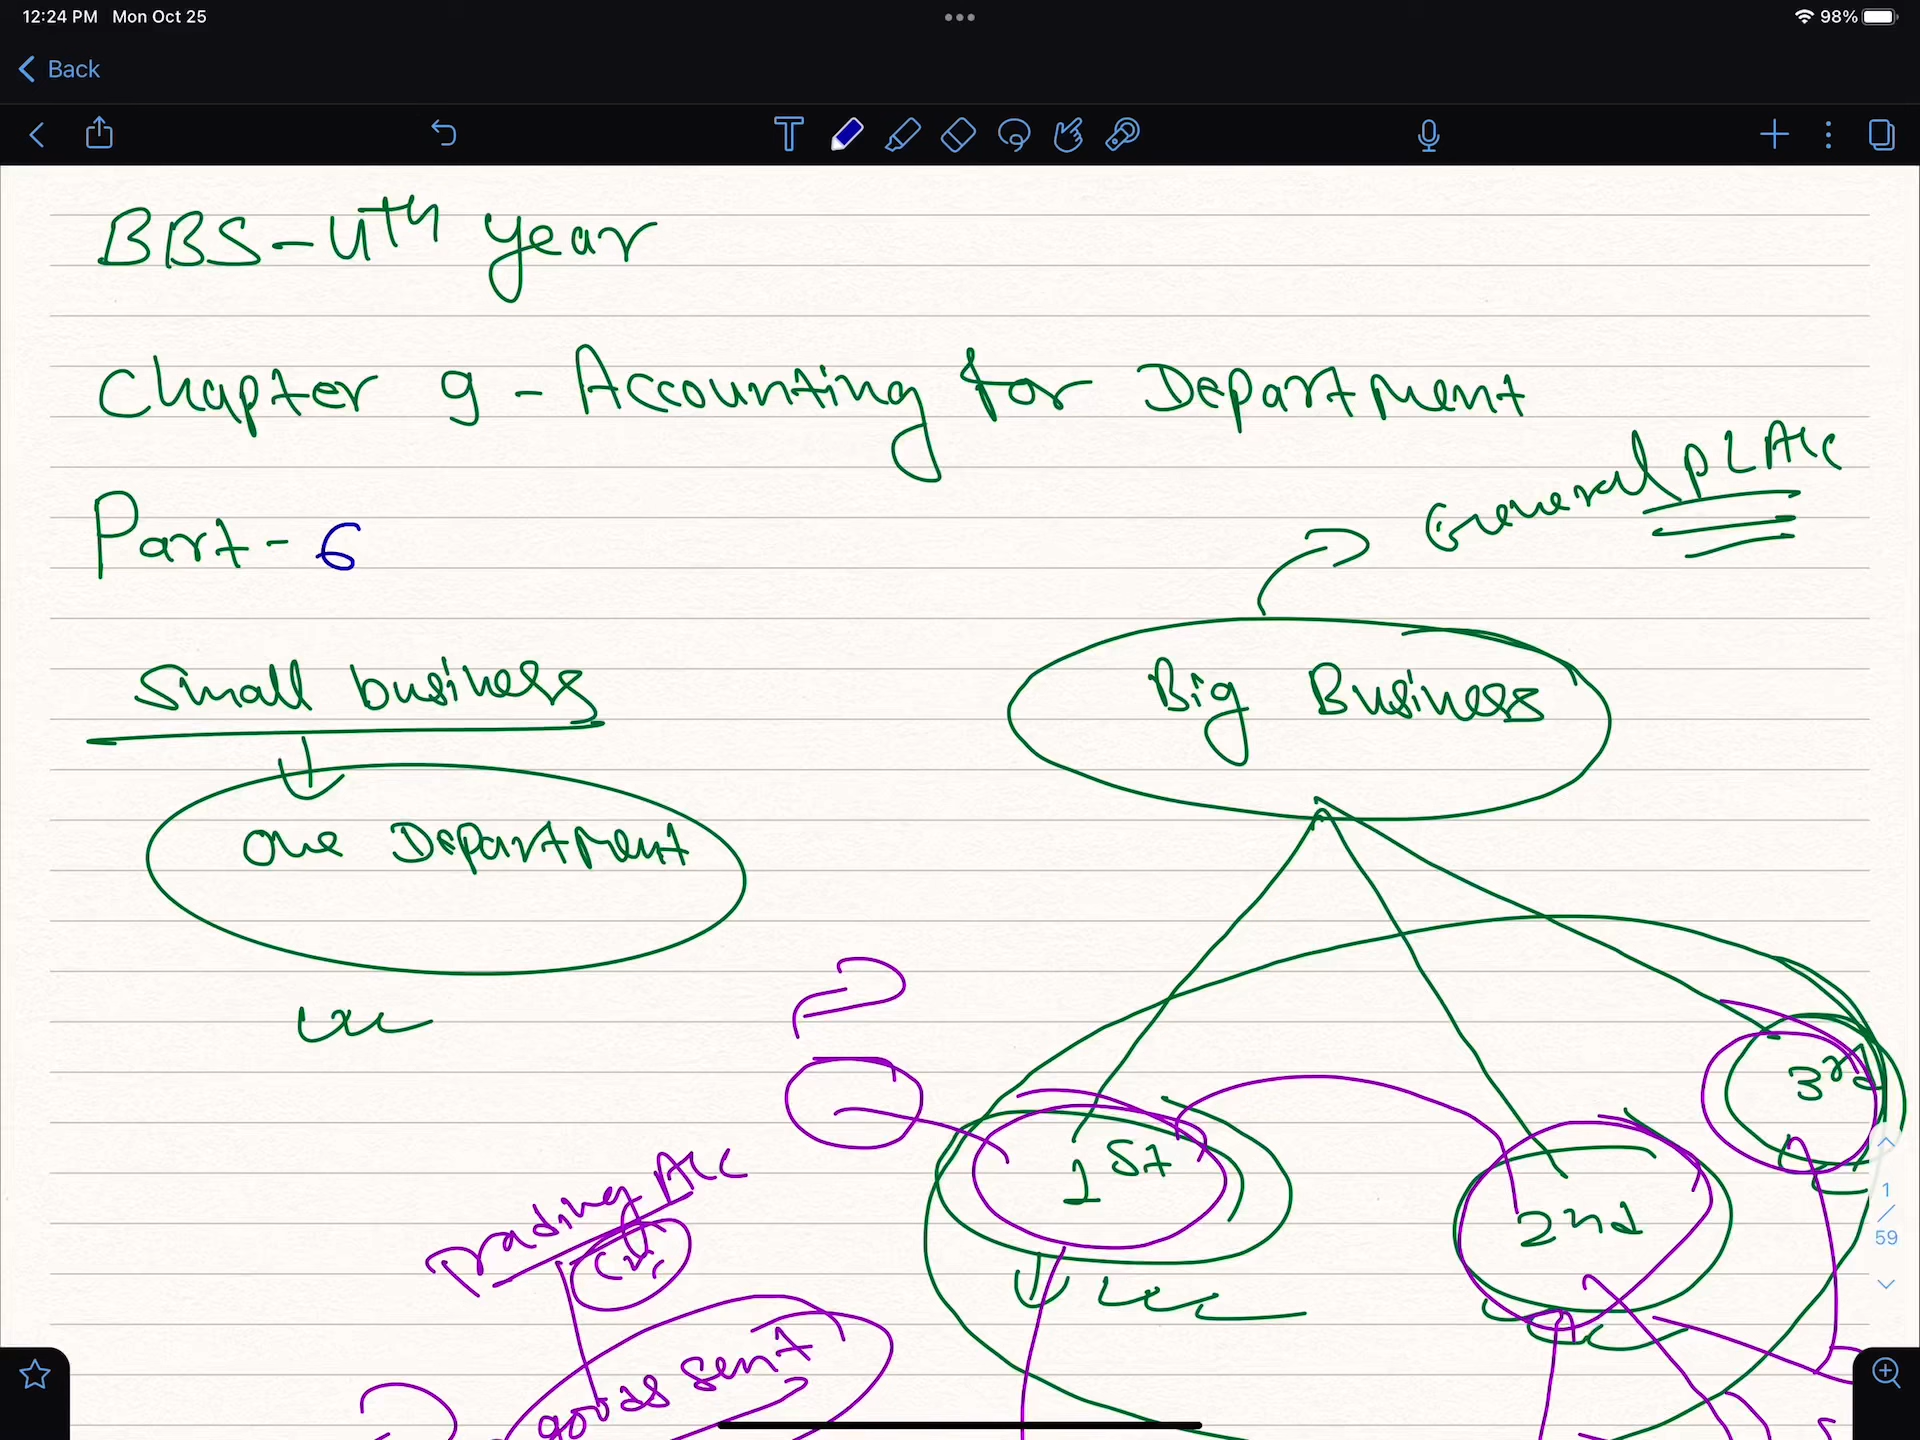 12:24 PM Mon Oct 25
98%
Back
BBS-4th year
Chapter 9 - Accounting for Department
General PL A/c
Part - 6
Small business
Big Business
One Department
3rd
1st
2nd
Trading A/c
goods sent
1
/
59